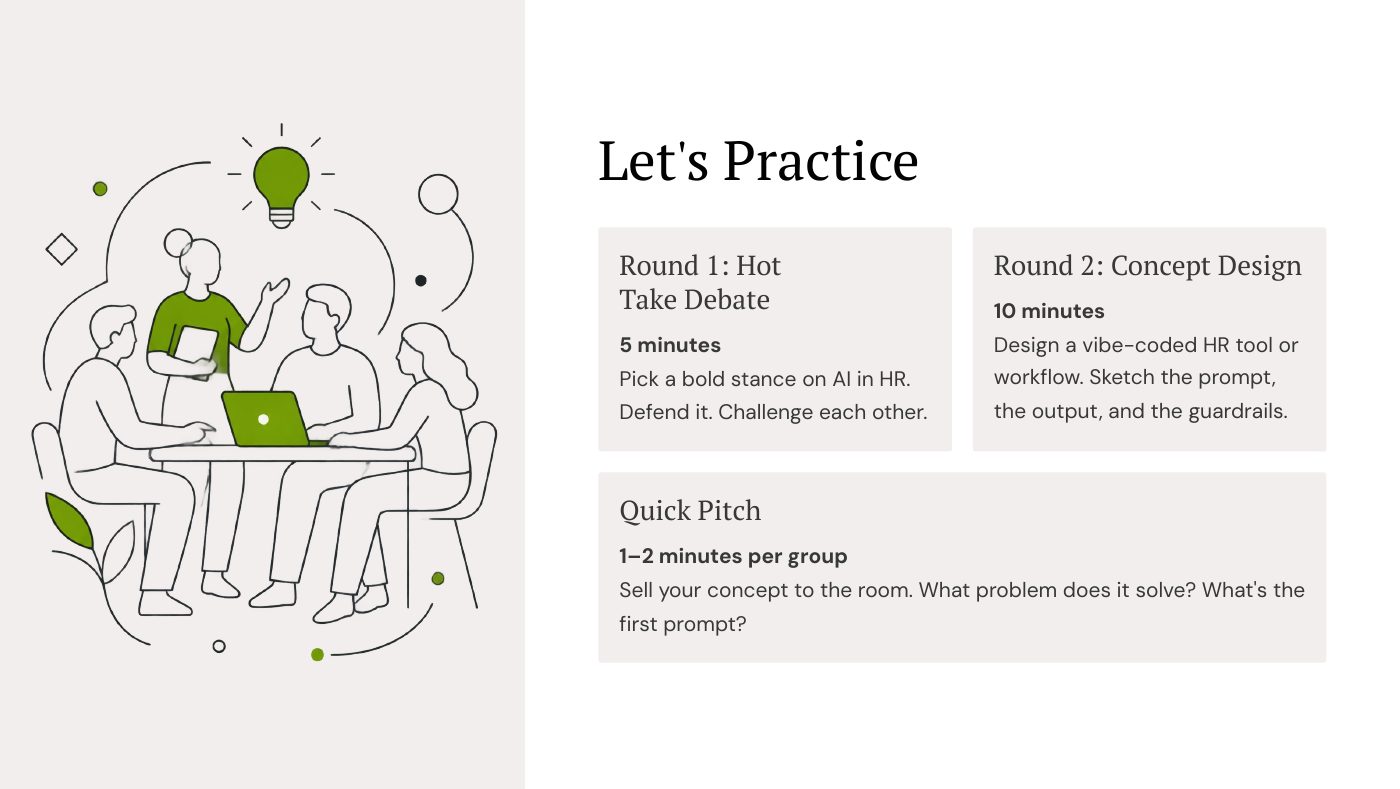 Let's Practice
Round 1: Hot
Take Debate
5 minutes
Pick a bold stance on AI in HR.
Defend it. Challenge each other.
Round 2: Concept Design
10 minutes
Design a vibe-coded HR tool or
workflow. Sketch the prompt,
the output, and the guardrails.
Quick Pitch
1–2 minutes per group
Sell your concept to the room. What problem does it solve? What's the
first prompt?